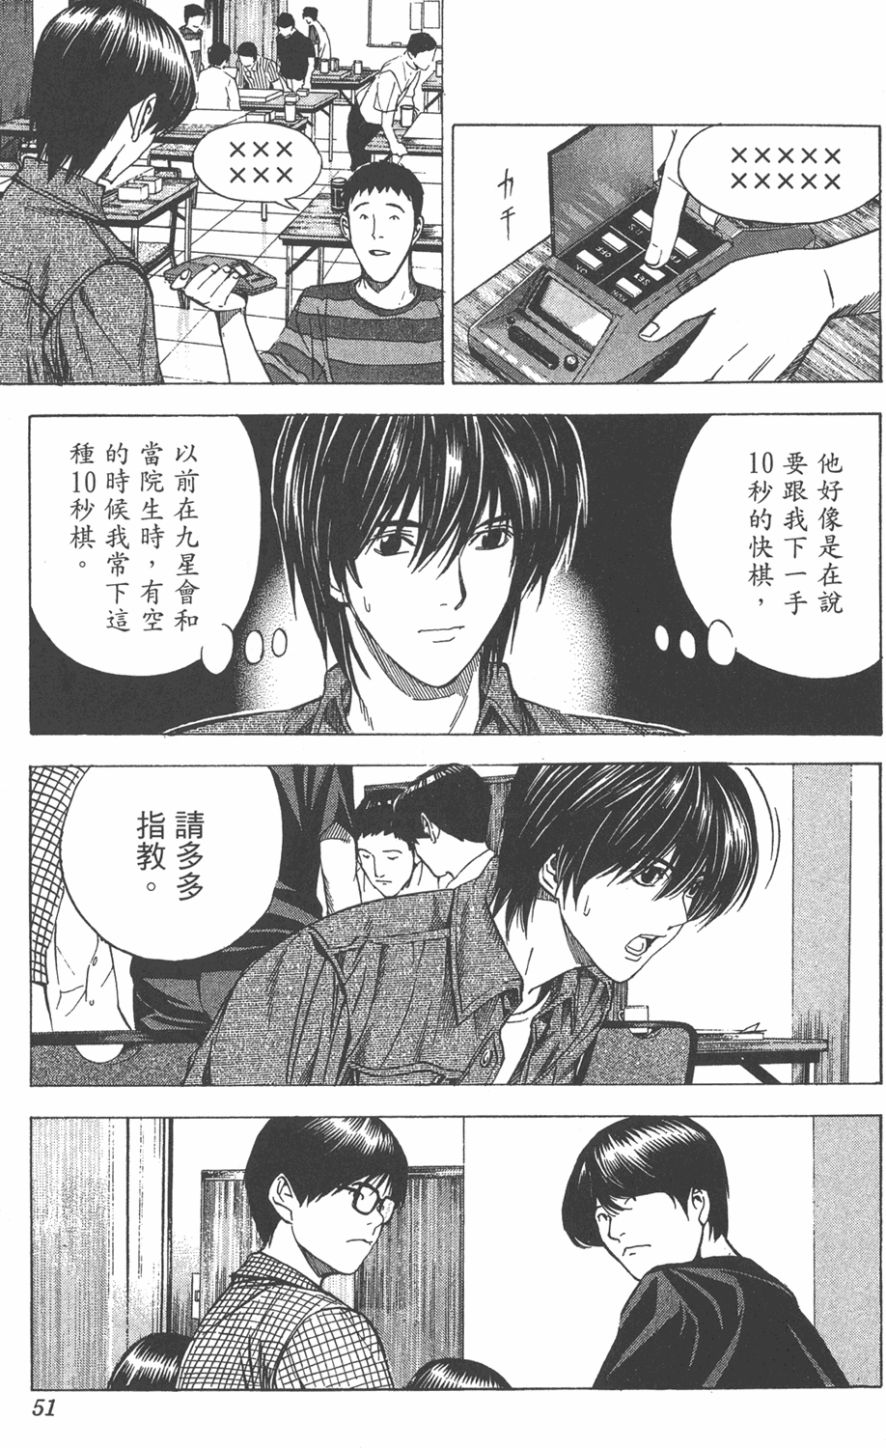 ×××××
×××××
カチ
×××
×××
他好像是在說
要跟我下一手
10秒的快棋，
以前在九星會和
當院生時，有空
的時候我常下這
種10秒棋。
請多多
指教。
51